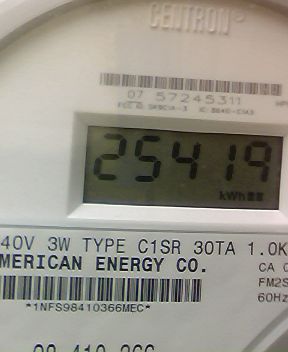 CENTRON®
07 57245311
25419
kWh
40V 3W TYPE C1SR 30TA 1.0K
MERICAN ENERGY CO.
CA 0
FM2S
60Hz
*1NFS98410366MEC*